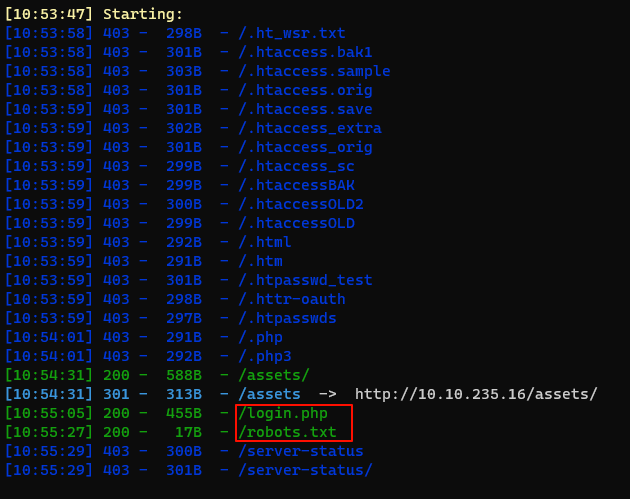 [10:53:47] Starting:
[10:53:58] 403 - 298B - /.ht_wsr.txt
[10:53:58] 403 - 301B - /.htaccess.bak1
[10:53:58] 403 - 303B - /.htaccess.sample
[10:53:58] 403 - 301B - /.htaccess.orig
[10:53:59] 403 - 301B - /.htaccess.save
[10:53:59] 403 - 302B - /.htaccess_extra
[10:53:59] 403 - 301B - /.htaccess_orig
[10:53:59] 403 - 299B - /.htaccess_sc
[10:53:59] 403 - 299B - /.htaccessBAK
[10:53:59] 403 - 300B - /.htaccessOLD2
[10:53:59] 403 - 299B - /.htaccessOLD
[10:53:59] 403 - 292B - /.html
[10:53:59] 403 - 291B - /.htm
[10:53:59] 403 - 301B - /.htpasswd_test
[10:53:59] 403 - 298B - /.httr-oauth
[10:53:59] 403 - 297B - /.htpasswds
[10:54:01] 403 - 291B - /.php
[10:54:01] 403 - 292B - /.php3
[10:54:31] 200 - 588B - /assets/
[10:54:31] 301 - 313B - /assets -> http://10.10.235.16/assets/
[10:55:05] 200 - 455B - /login.php
[10:55:27] 200 - 17B - /robots.txt
[10:55:29] 403 - 300B - /server-status
[10:55:29] 403 - 301B - /server-status/